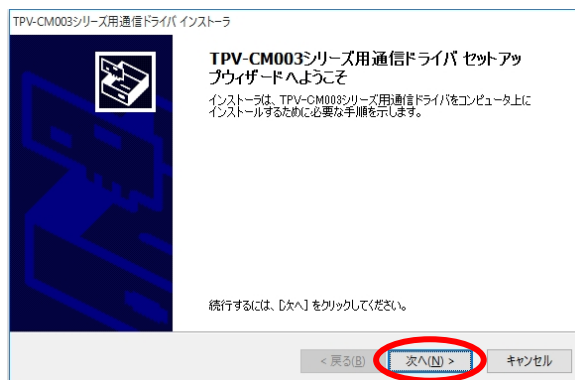 TPV-CM003シリーズ用通信ドライバ インストーラ
TPV-CM003シリーズ用通信ドライバ セットアッ
プウィザードへようこそ
インストーラは、TPV-CM003シリーズ用通信ドライバをコンピュータ上に
インストールするために必要な手順を示します。
続行するには、[次へ] をクリックしてください。
< 戻る(B)
次へ(N) >
キャンセル